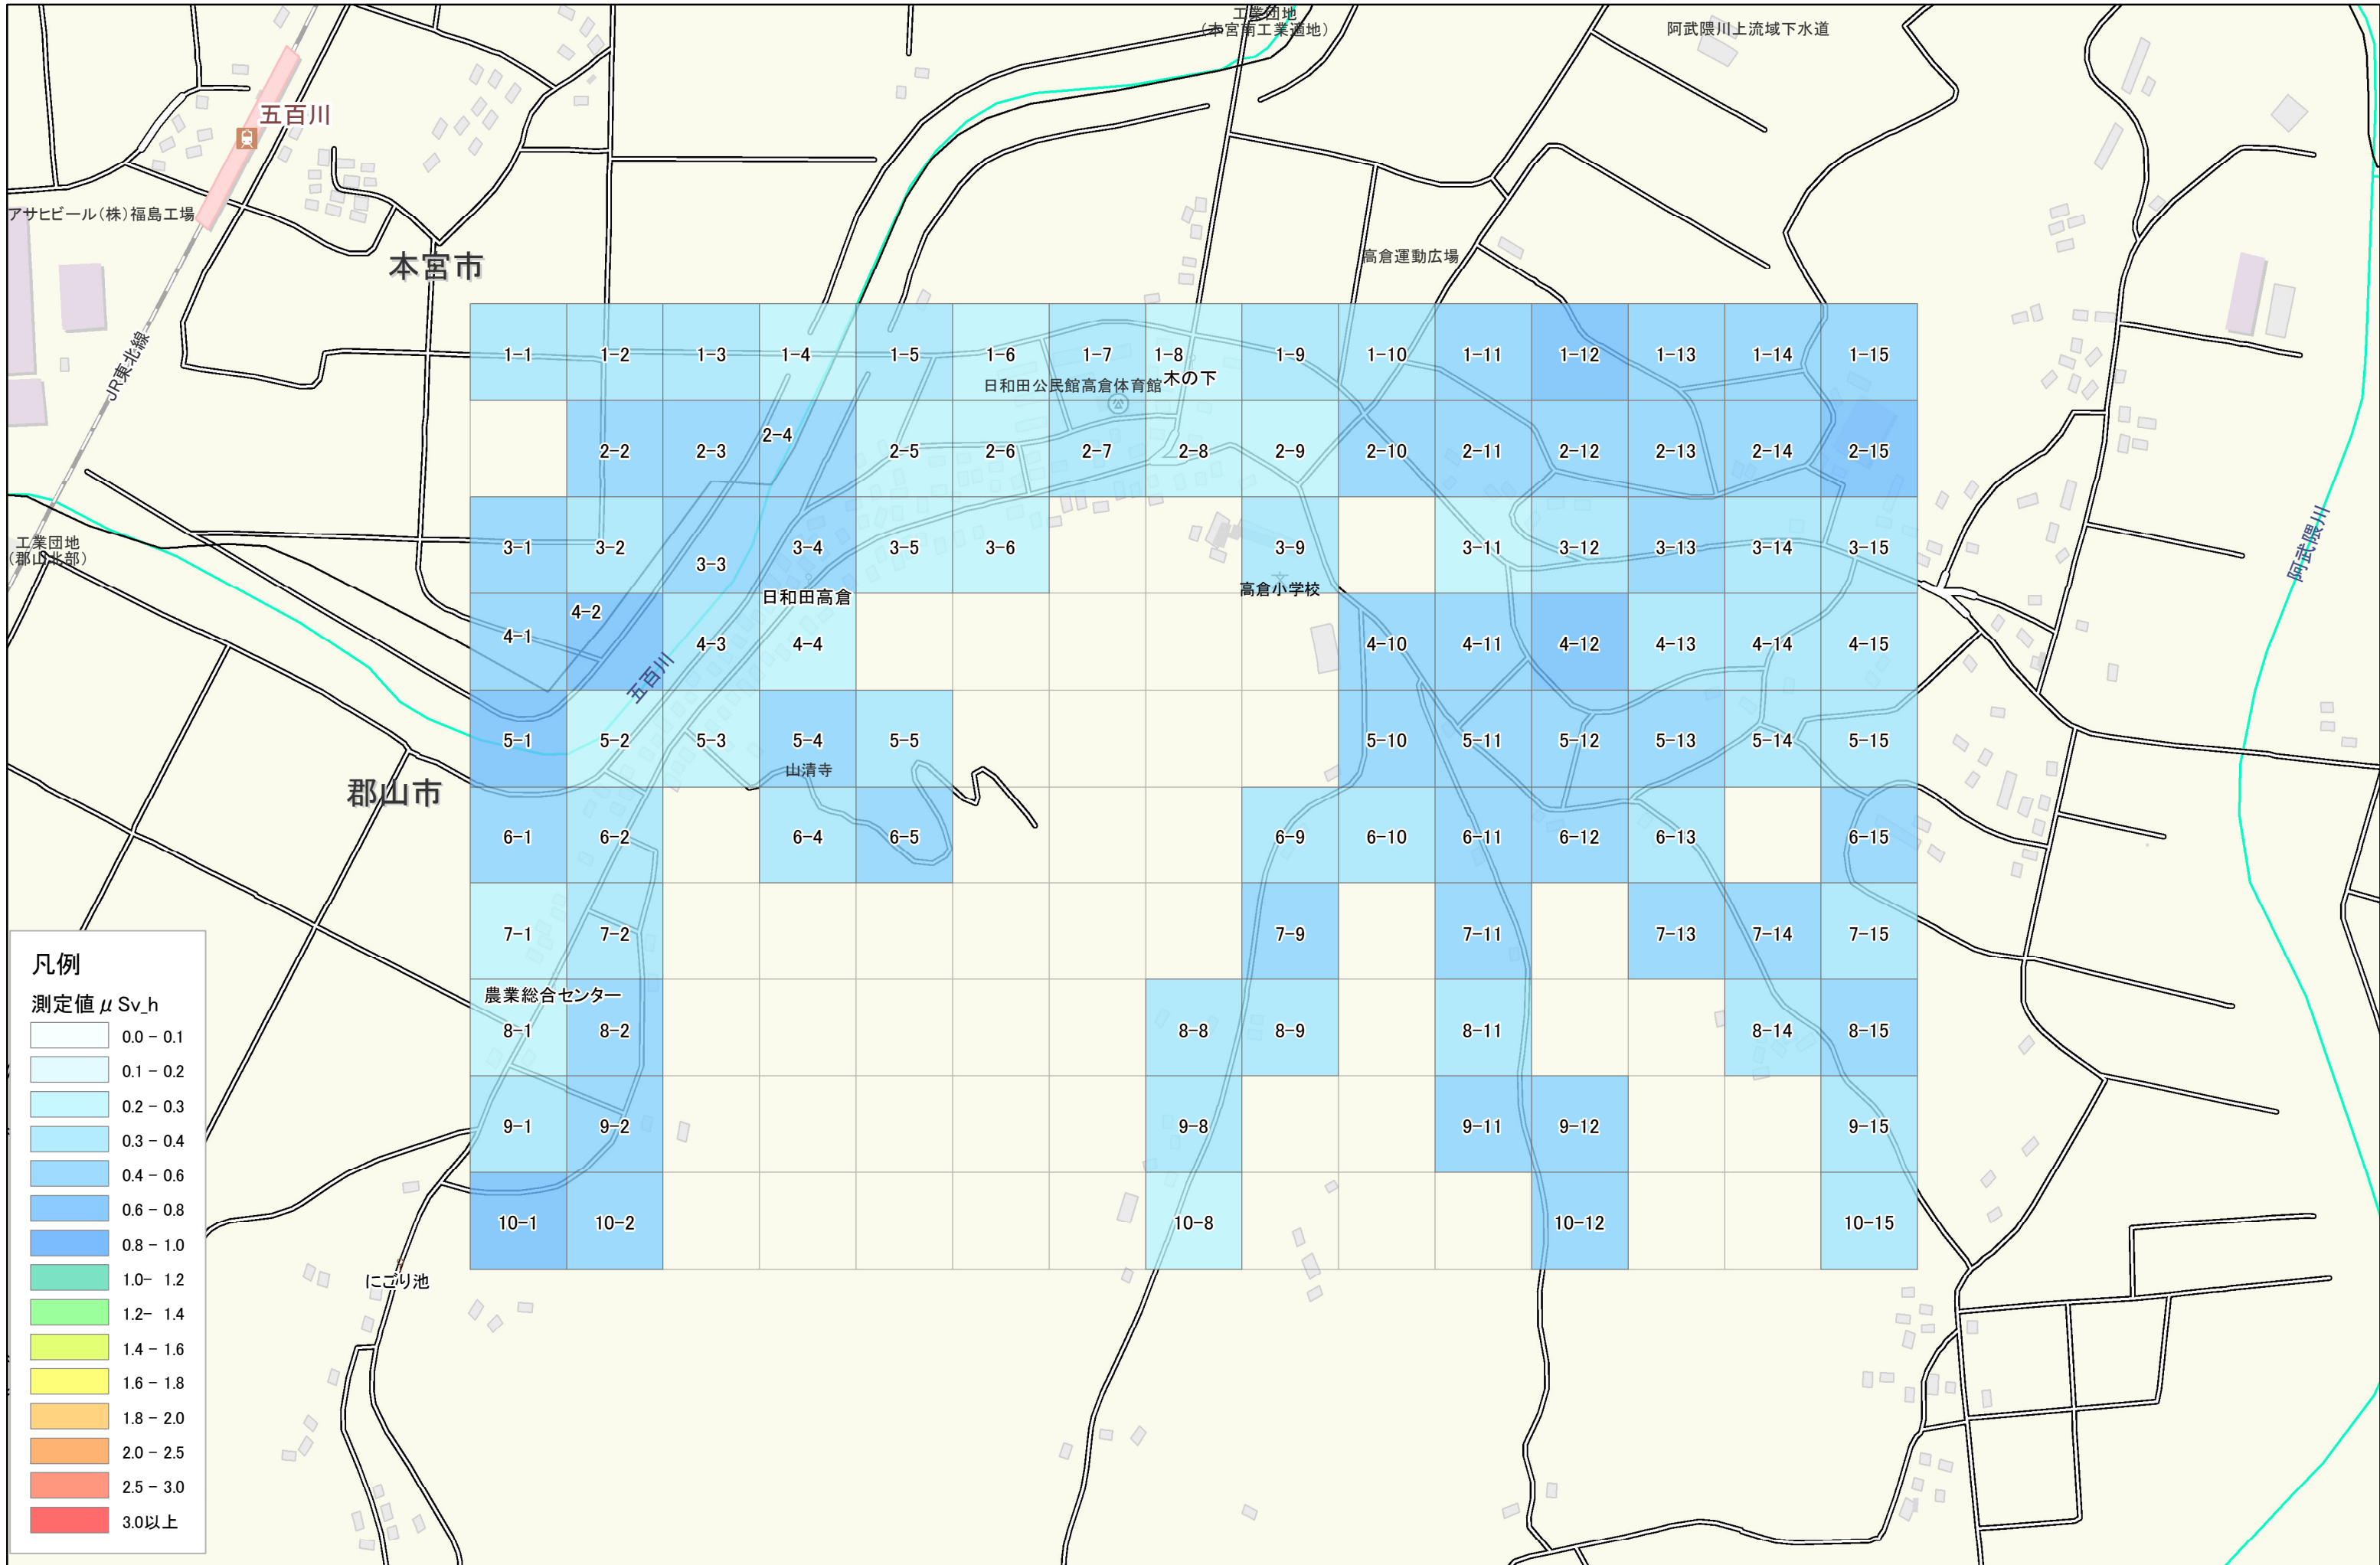 工業団地
(本宮南工業適地)
阿武隈川上流域下水道
五百川
アサヒビール(株)福島工場
本宮市
高倉運動広場
JR東北線
1-1 1-2 1-3 1-4 1-5 1-6 1-7 1-8 1-9 1-10 1-11 1-12 1-13 1-14 1-15
日和田公民館高倉体育館
木の下
2-2 2-3 2-4 2-5 2-6 2-7 2-8 2-9 2-10 2-11 2-12 2-13 2-14 2-15
工業団地
(郡山北部)
3-1 3-2 3-3 3-4 3-5 3-6 3-9 3-11 3-12 3-13 3-14 3-15
阿武隈川
高倉小学校
日和田高倉
4-1 4-2 4-3 4-4 4-10 4-11 4-12 4-13 4-14 4-15
五百川
5-1 5-2 5-3 5-4 5-5 5-10 5-11 5-12 5-13 5-14 5-15
山清寺
郡山市
6-1 6-2 6-4 6-5 6-9 6-10 6-11 6-12 6-13 6-15
7-1 7-2 7-9 7-11 7-13 7-14 7-15
農業総合センター
8-1 8-2 8-8 8-9 8-11 8-14 8-15
9-1 9-2 9-8 9-11 9-12 9-15
10-1 10-2 10-8 10-12 10-15
にごり池
凡例
測定値μSv_h
0.0 - 0.1
0.1 - 0.2
0.2 - 0.3
0.3 - 0.4
0.4 - 0.6
0.6 - 0.8
0.8 - 1.0
1.0- 1.2
1.2- 1.4
1.4 - 1.6
1.6 - 1.8
1.8 - 2.0
2.0 - 2.5
2.5 - 3.0
3.0以上